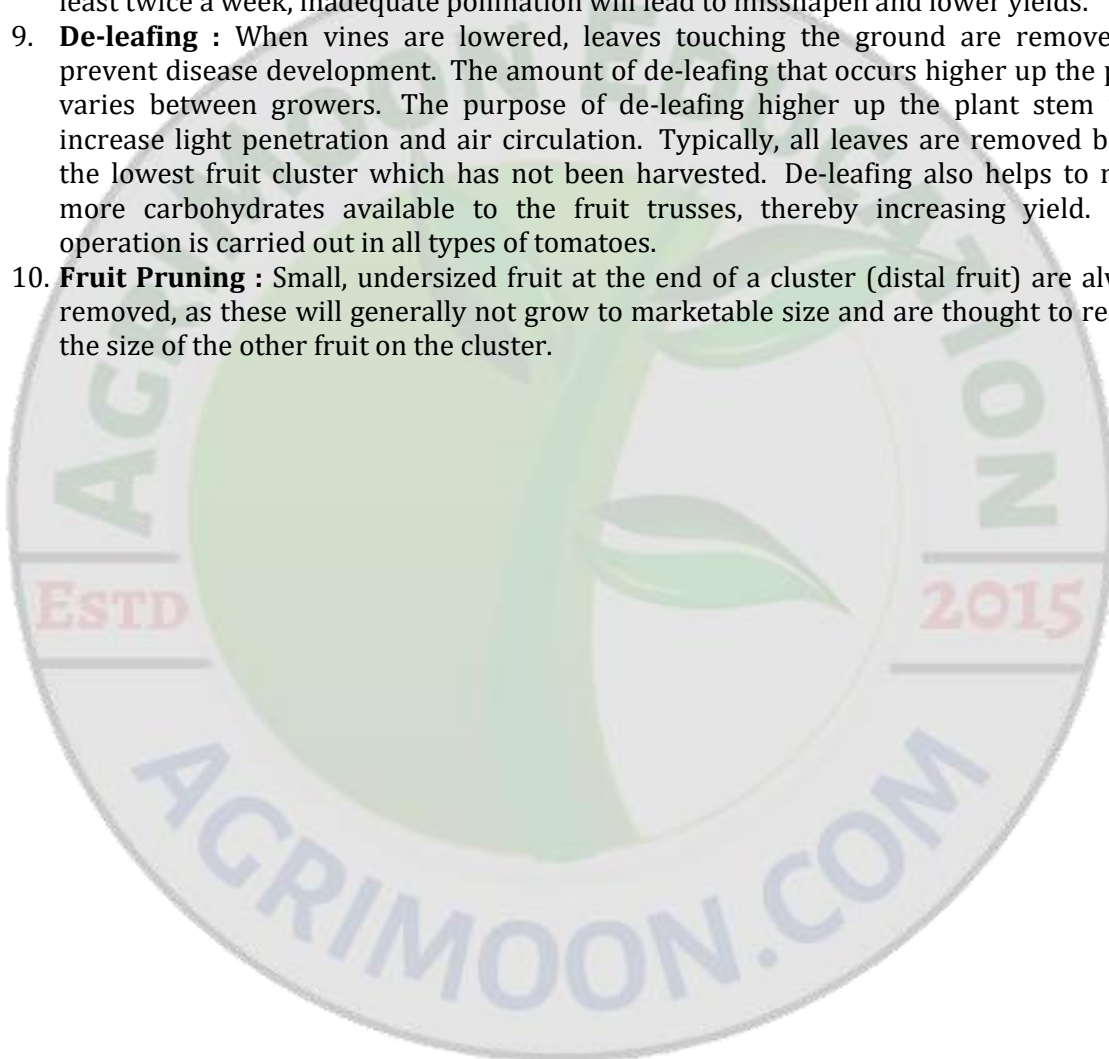 least twice a week, inadequate pollination will lead to misshapen and lower yields.
9. De-leafing : When vines are lowered, leaves touching the ground are remove
prevent disease development. The amount of de-leafing that occurs higher up the p
varies between growers. The purpose of de-leafing higher up the plant stem
increase light penetration and air circulation. Typically, all leaves are removed b
the lowest fruit cluster which has not been harvested. De-leafing also helps to
more carbohydrates available to the fruit trusses, thereby increasing yield.
operation is carried out in all types of tomatoes.
10. Fruit Pruning : Small, undersized fruit at the end of a cluster (distal fruit) are al
removed, as these will generally not grow to marketable size and are thought to re
the size of the other fruit on the cluster.
AGRIMOON EDUCATION
ESTD 2015
AGRIMOON.COM